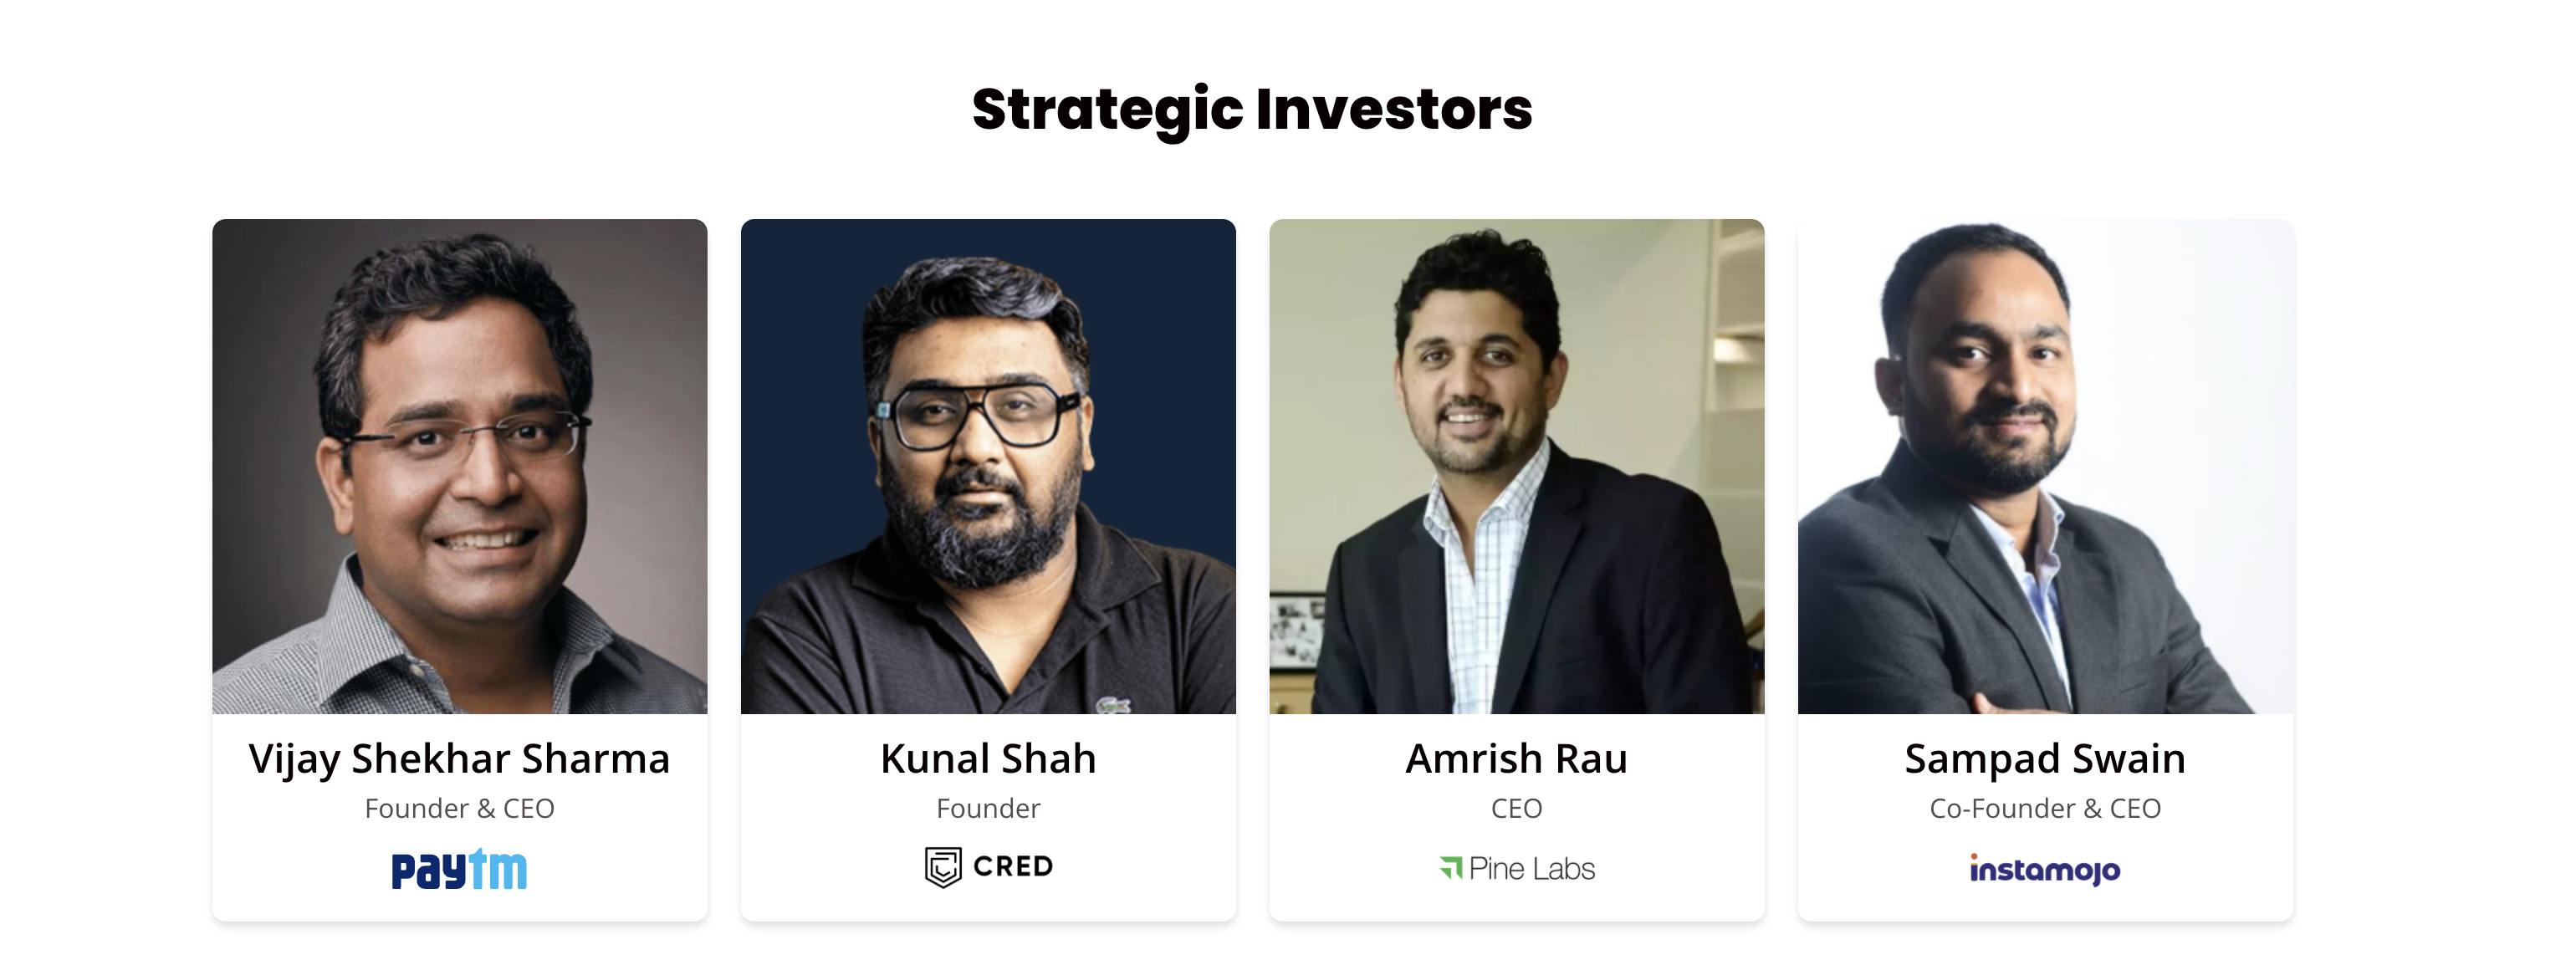 Strategic Investors
Vijay Shekhar Sharma
Founder & CEO
paytm
Kunal Shah
Founder
CRED
Amrish Rau
CEO
Pine Labs
Sampad Swain
Co-Founder & CEO
instamojo